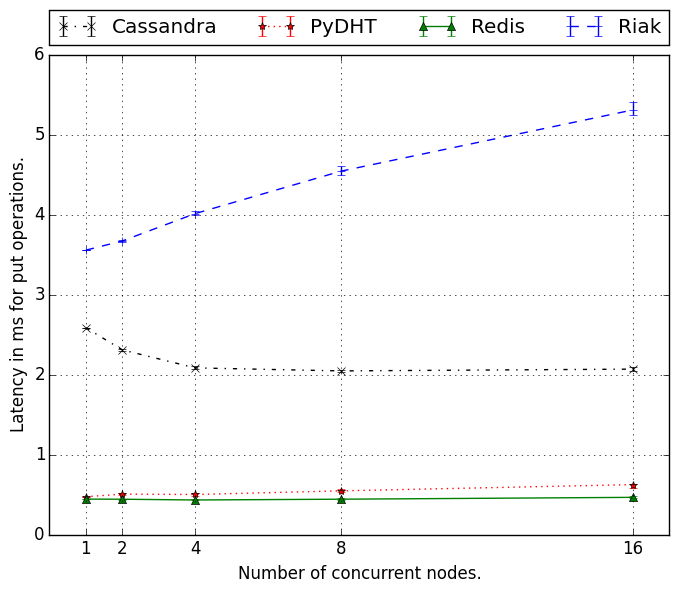 Cassandra PyDHT Redis Riak
6
5
4
3
2
1
0
Latency in ms for put operations.
1 2 4 8 16
Number of concurrent nodes.